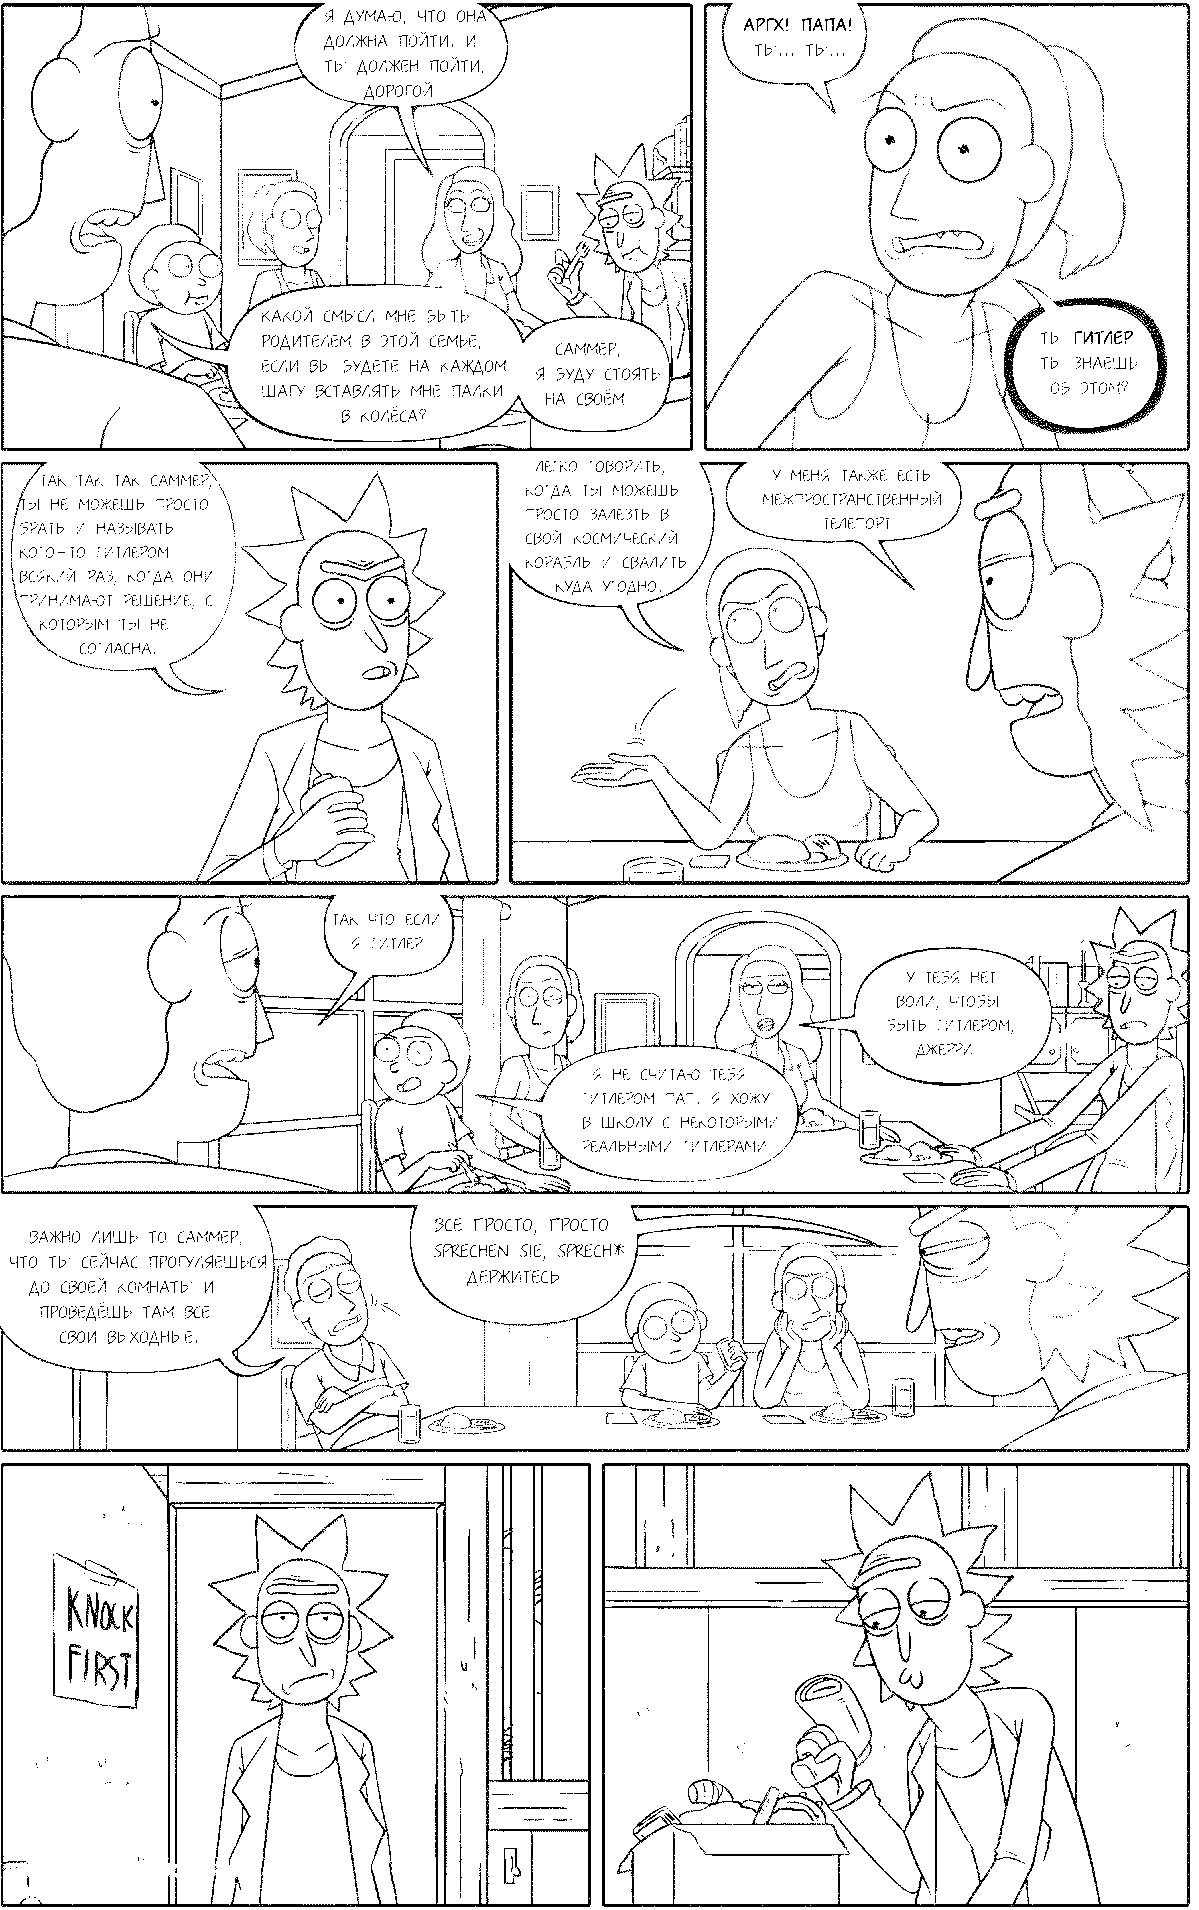 Я ДУМАЮ, ЧТО ОНА
ДОЛЖНА ПОЙТИ. И
ТЫ ДОЛЖЕН ПОЙТИ,
ДОРОГОЙ
КАКОЙ СМЫСЛ МНЕ БЫТЬ
РОДИТЕЛЕМ В ЭТОЙ СЕМЬЕ,
ЕСЛИ ВЫ БУДЕТЕ НА КАЖДОМ
ШАГУ ВСТАВЛЯТЬ МНЕ ПАЛКИ
В КОЛЁСА?
САММЕР,
Я БУДУ СТОЯТЬ
НА СВОЁМ
АРГХ! ПАПА!
ТЫ... ТЫ...
ТЫ ГИТЛЕР
ТЫ ЗНАЕШЬ
ОБ ЭТОМ?
ТАК ТАК ТАК САММЕР,
ТЫ НЕ МОЖЕШЬ ПРОСТО
БРАТЬ И НАЗЫВАТЬ
КОГО-ТО ГИТЛЕРОМ
ВСЯКИЙ РАЗ, КОГДА ОНИ
ПРИНИМАЮТ РЕШЕНИЕ, С
КОТОРЫМ ТЫ НЕ
СОГЛАСНА.
ЛЕГКО ГОВОРИТЬ,
КОГДА ТЫ МОЖЕШЬ
ПРОСТО ЗАЛЕЗТЬ В
СВОЙ КОСМИЧЕСКИЙ
КОРАБЛЬ И СВАЛИТЬ
КУДА УГОДНО.
У МЕНЯ ТАКЖЕ ЕСТЬ
МЕЖПРОСТРАНСТВЕННЫЙ
ТЕЛЕПОРТ
ТАК ЧТО ЕСЛИ
Я ГИТЛЕР
Я НЕ СЧИТАЮ ТЕБЯ
ГИТЛЕРОМ ПАП. Я ХОЖУ
В ШКОЛУ С НЕКОТОРЫМИ
РЕАЛЬНЫМИ ГИТЛЕРАМИ
У ТЕБЯ НЕТ
ВОЛИ, ЧТОБЫ
БЫТЬ ГИТЛЕРОМ,
ДЖЕРРИ
ВАЖНО ЛИШЬ ТО САММЕР,
ЧТО ТЫ СЕЙЧАС ПРОГУЛЯЕШЬСЯ
ДО СВОЕЙ КОМНАТЫ И
ПРОВЕДЁШЬ ТАМ ВСЕ
СВОИ ВЫХОДНЫЕ.
ВСЕ ПРОСТО, ПРОСТО
SPRECHEN SIE, SPRECHЖ
ДЕРЖИТЕСЬ
KNOCK
FIRST